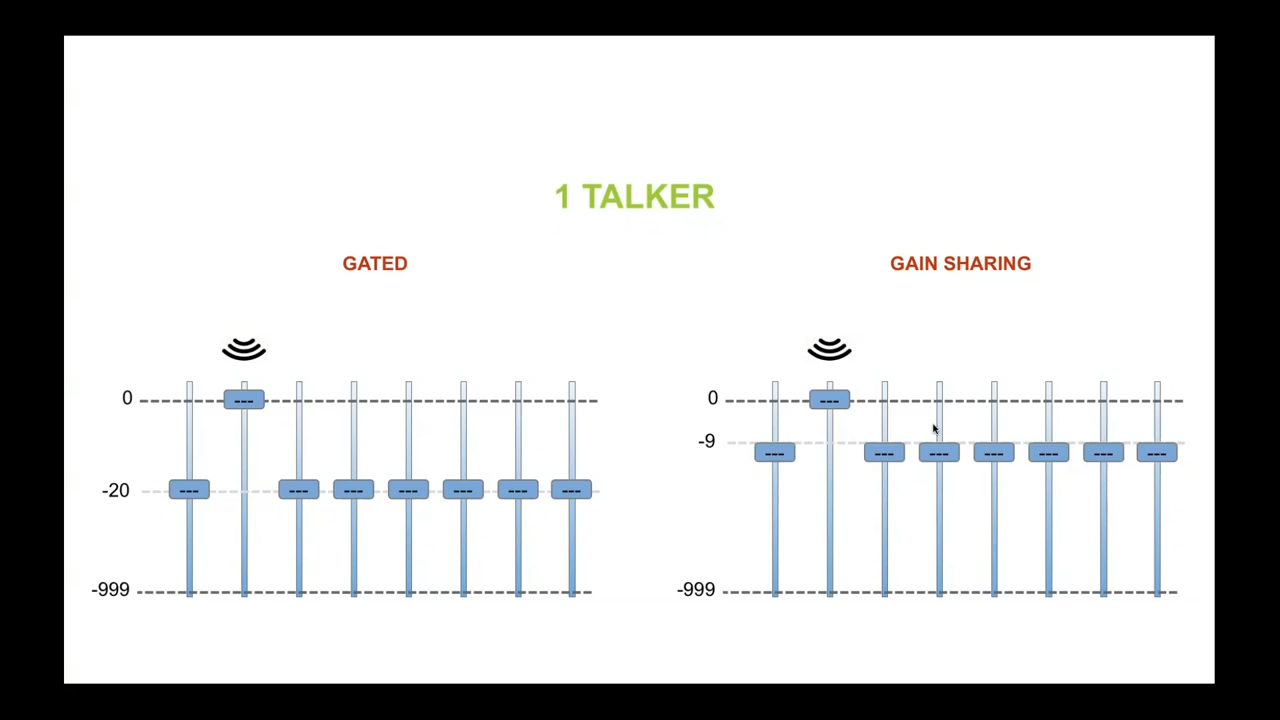 1 TALKER
GATED
GAIN SHARING
0
-20
-999
0
-9
-999
--- --- --- --- --- --- --- ---
--- --- --- --- --- --- --- ---